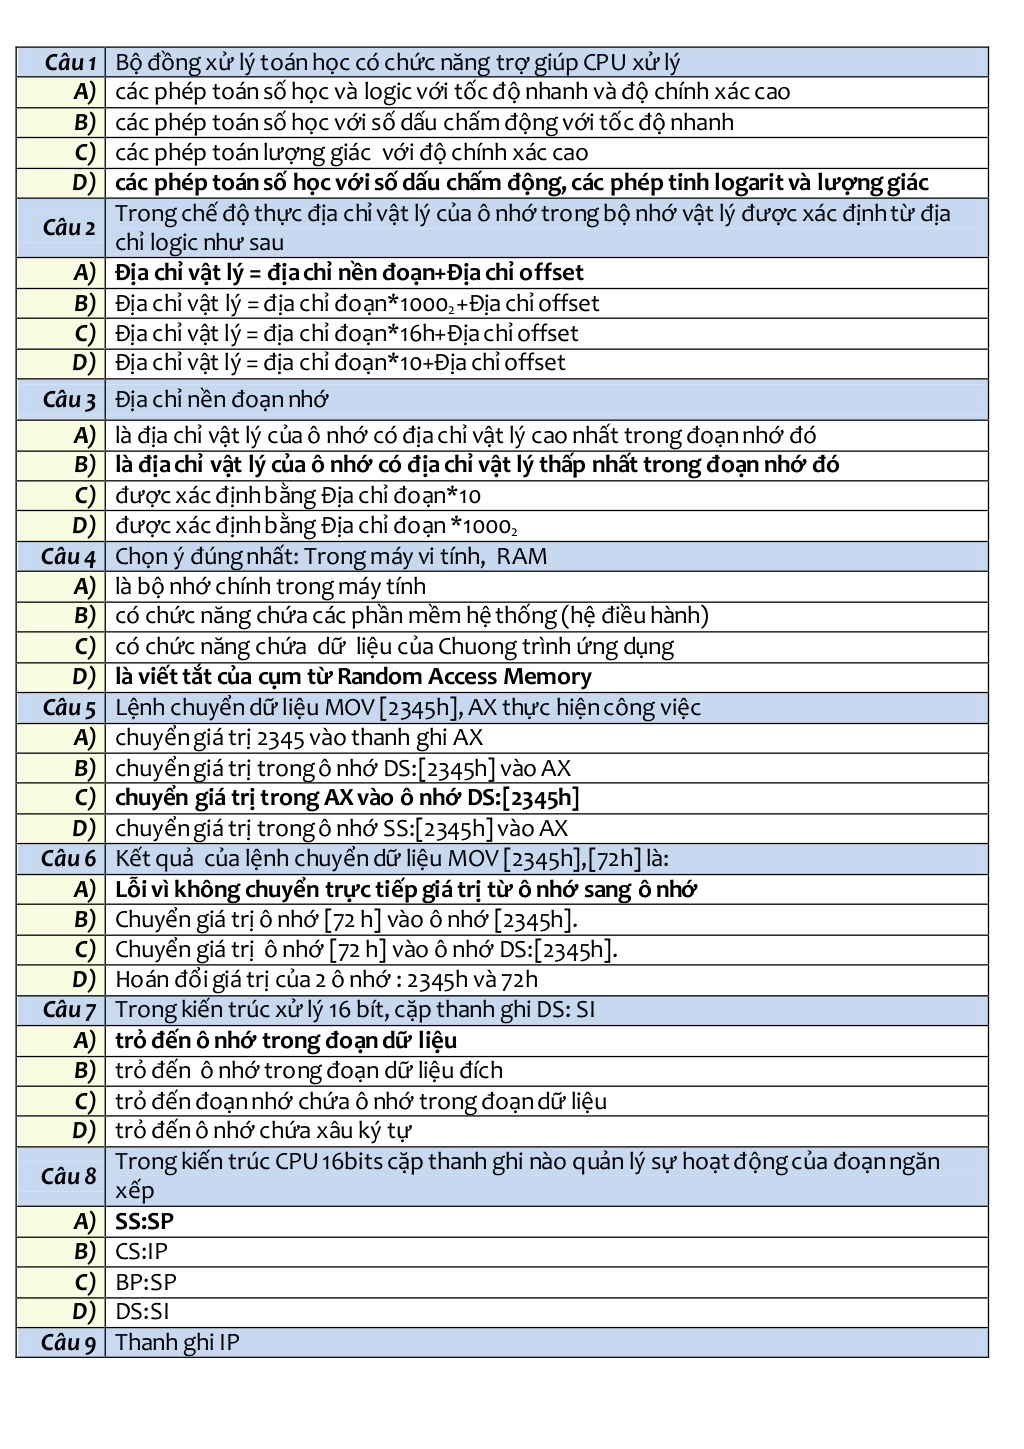 Câu 1 Bộ đồng xử lý toán học có chức năng trợ giúp CPU xử lý
A) các phép toán số học và logic với tốc độ nhanh và độ chính xác cao
B) các phép toán số học với số dấu chấm động với tốc độ nhanh
C) các phép toán lượng giác với độ chính xác cao
D) các phép toán số học với số dấu chấm động, các phép tinh logarit và lượng giác
Câu 2 Trong chế độ thực địa chỉ vật lý của ô nhớ trong bộ nhớ vật lý được xác định từ địa
chỉ logic như sau
A) Địa chỉ vật lý = địa chỉ nền đoạn+Địa chỉ offset
B) Địa chỉ vật lý = địa chỉ đoạn*1000₂+Địa chỉ offset
C) Địa chỉ vật lý = địa chỉ đoạn*16h+Địa chỉ offset
D) Địa chỉ vật lý = địa chỉ đoạn*10+Địa chỉ offset
Câu 3 Địa chỉ nền đoạn nhớ
A) là địa chỉ vật lý của ô nhớ có địa chỉ vật lý cao nhất trong đoạn nhớ đó
B) là địa chỉ vật lý của ô nhớ có địa chỉ vật lý thấp nhất trong đoạn nhớ đó
C) được xác định bằng Địa chỉ đoạn*10
D) được xác định bằng Địa chỉ đoạn *1000₂
Câu 4 Chọn ý đúng nhất: Trong máy vi tính, RAM
A) là bộ nhớ chính trong máy tính
B) có chức năng chứa các phần mềm hệ thống (hệ điều hành)
C) có chức năng chứa dữ liệu của Chuong trình ứng dụng
D) là viết tắt của cụm từ Random Access Memory
Câu 5 Lệnh chuyển dữ liệu MOV [2345h], AX thực hiện công việc
A) chuyển giá trị 2345 vào thanh ghi AX
B) chuyển giá trị trong ô nhớ DS:[2345h] vào AX
C) chuyển giá trị trong AX vào ô nhớ DS:[2345h]
D) chuyển giá trị trong ô nhớ SS:[2345h] vào AX
Câu 6 Kết quả của lệnh chuyển dữ liệu MOV [2345h],[72h] là:
A) Lỗi vì không chuyển trực tiếp giá trị từ ô nhớ sang ô nhớ
B) Chuyển giá trị ô nhớ [72 h] vào ô nhớ [2345h].
C) Chuyển giá trị ô nhớ [72 h] vào ô nhớ DS:[2345h].
D) Hoán đổi giá trị của 2 ô nhớ : 2345h và 72h
Câu 7 Trong kiến trúc xử lý 16 bít, cặp thanh ghi DS: SI
A) trỏ đến ô nhớ trong đoạn dữ liệu
B) trỏ đến ô nhớ trong đoạn dữ liệu đích
C) trỏ đến đoạn nhớ chứa ô nhớ trong đoạn dữ liệu
D) trỏ đến ô nhớ chứa xâu ký tự
Câu 8 Trong kiến trúc CPU 16bits cặp thanh ghi nào quản lý sự hoạt động của đoạn ngăn
xếp
A) SS:SP
B) CS:IP
C) BP:SP
D) DS:SI
Câu 9 Thanh ghi IP